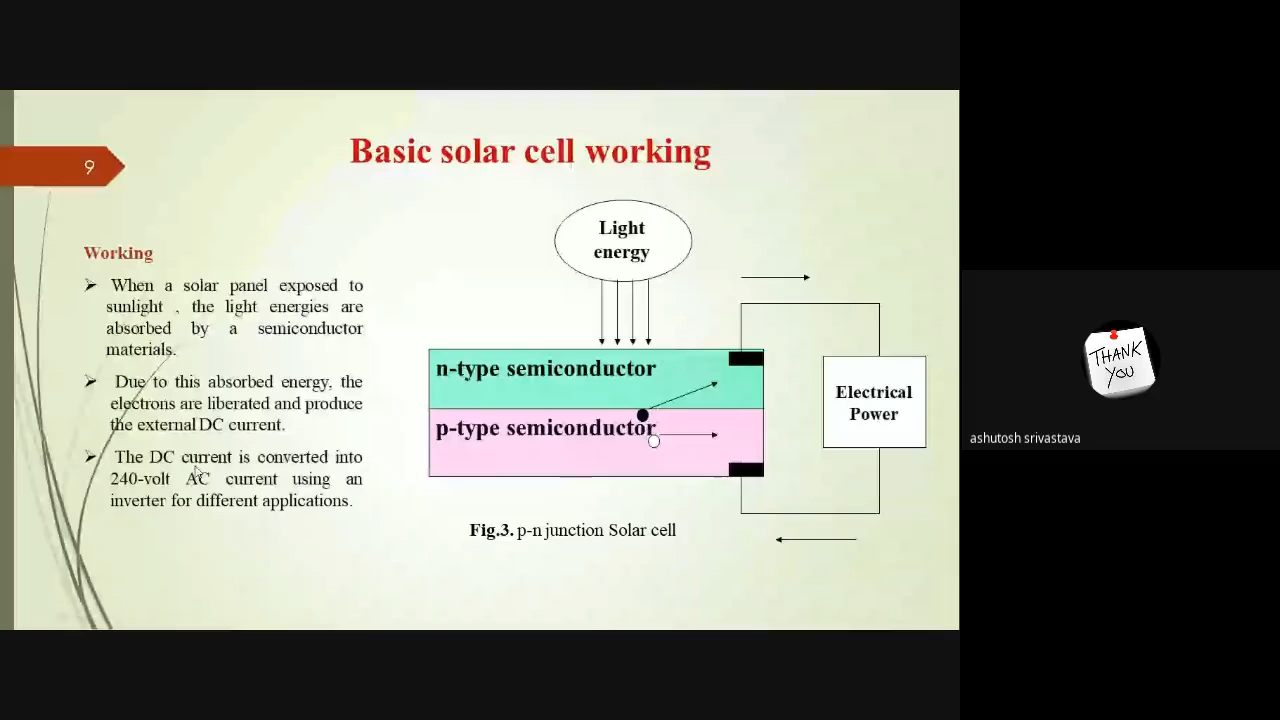 Basic solar cell working
9
Working
➢ When a solar panel exposed to
sunlight , the light energies are
absorbed by a semiconductor
materials.
➢ Due to this absorbed energy, the
electrons are liberated and produce
the external DC current.
➢ The DC current is converted into
240-volt AC current using an
inverter for different applications.
Light
energy
n-type semiconductor
p-type semiconductor
Electrical
Power
Fig.3. p-n junction Solar cell
THANK
YOU
ashutosh srivastava